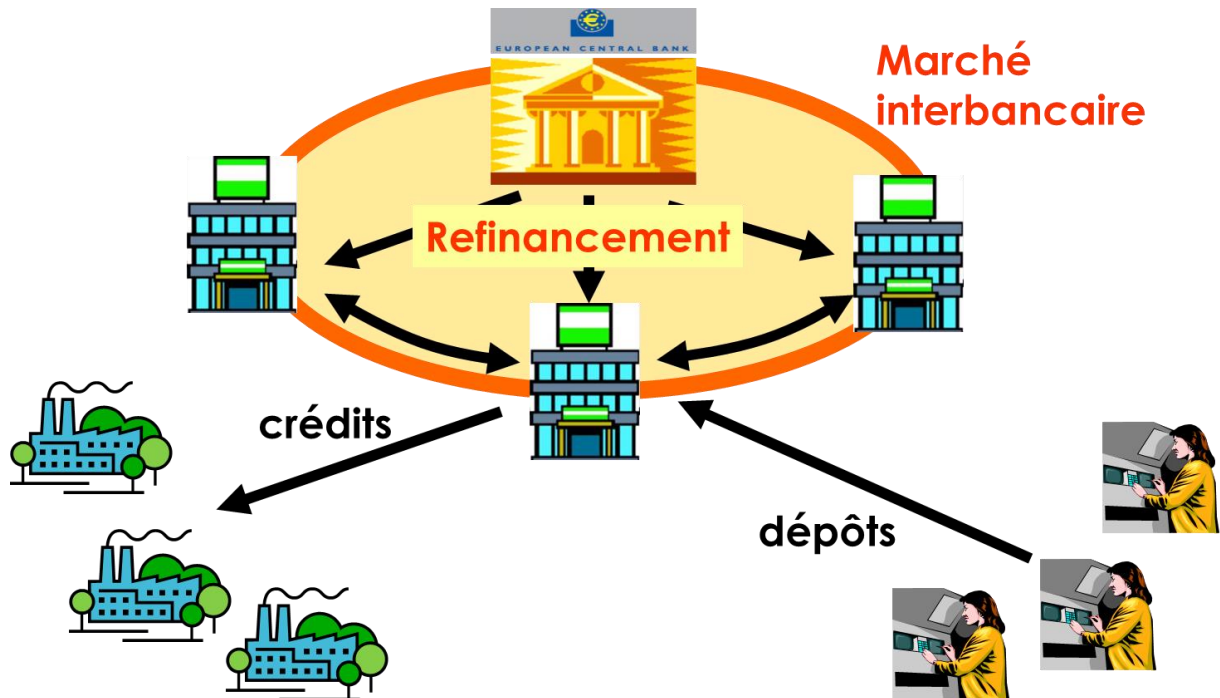 EUROPEAN CENTRAL BANK
Marché
interbancaire
Refinancement
crédits
dépôts